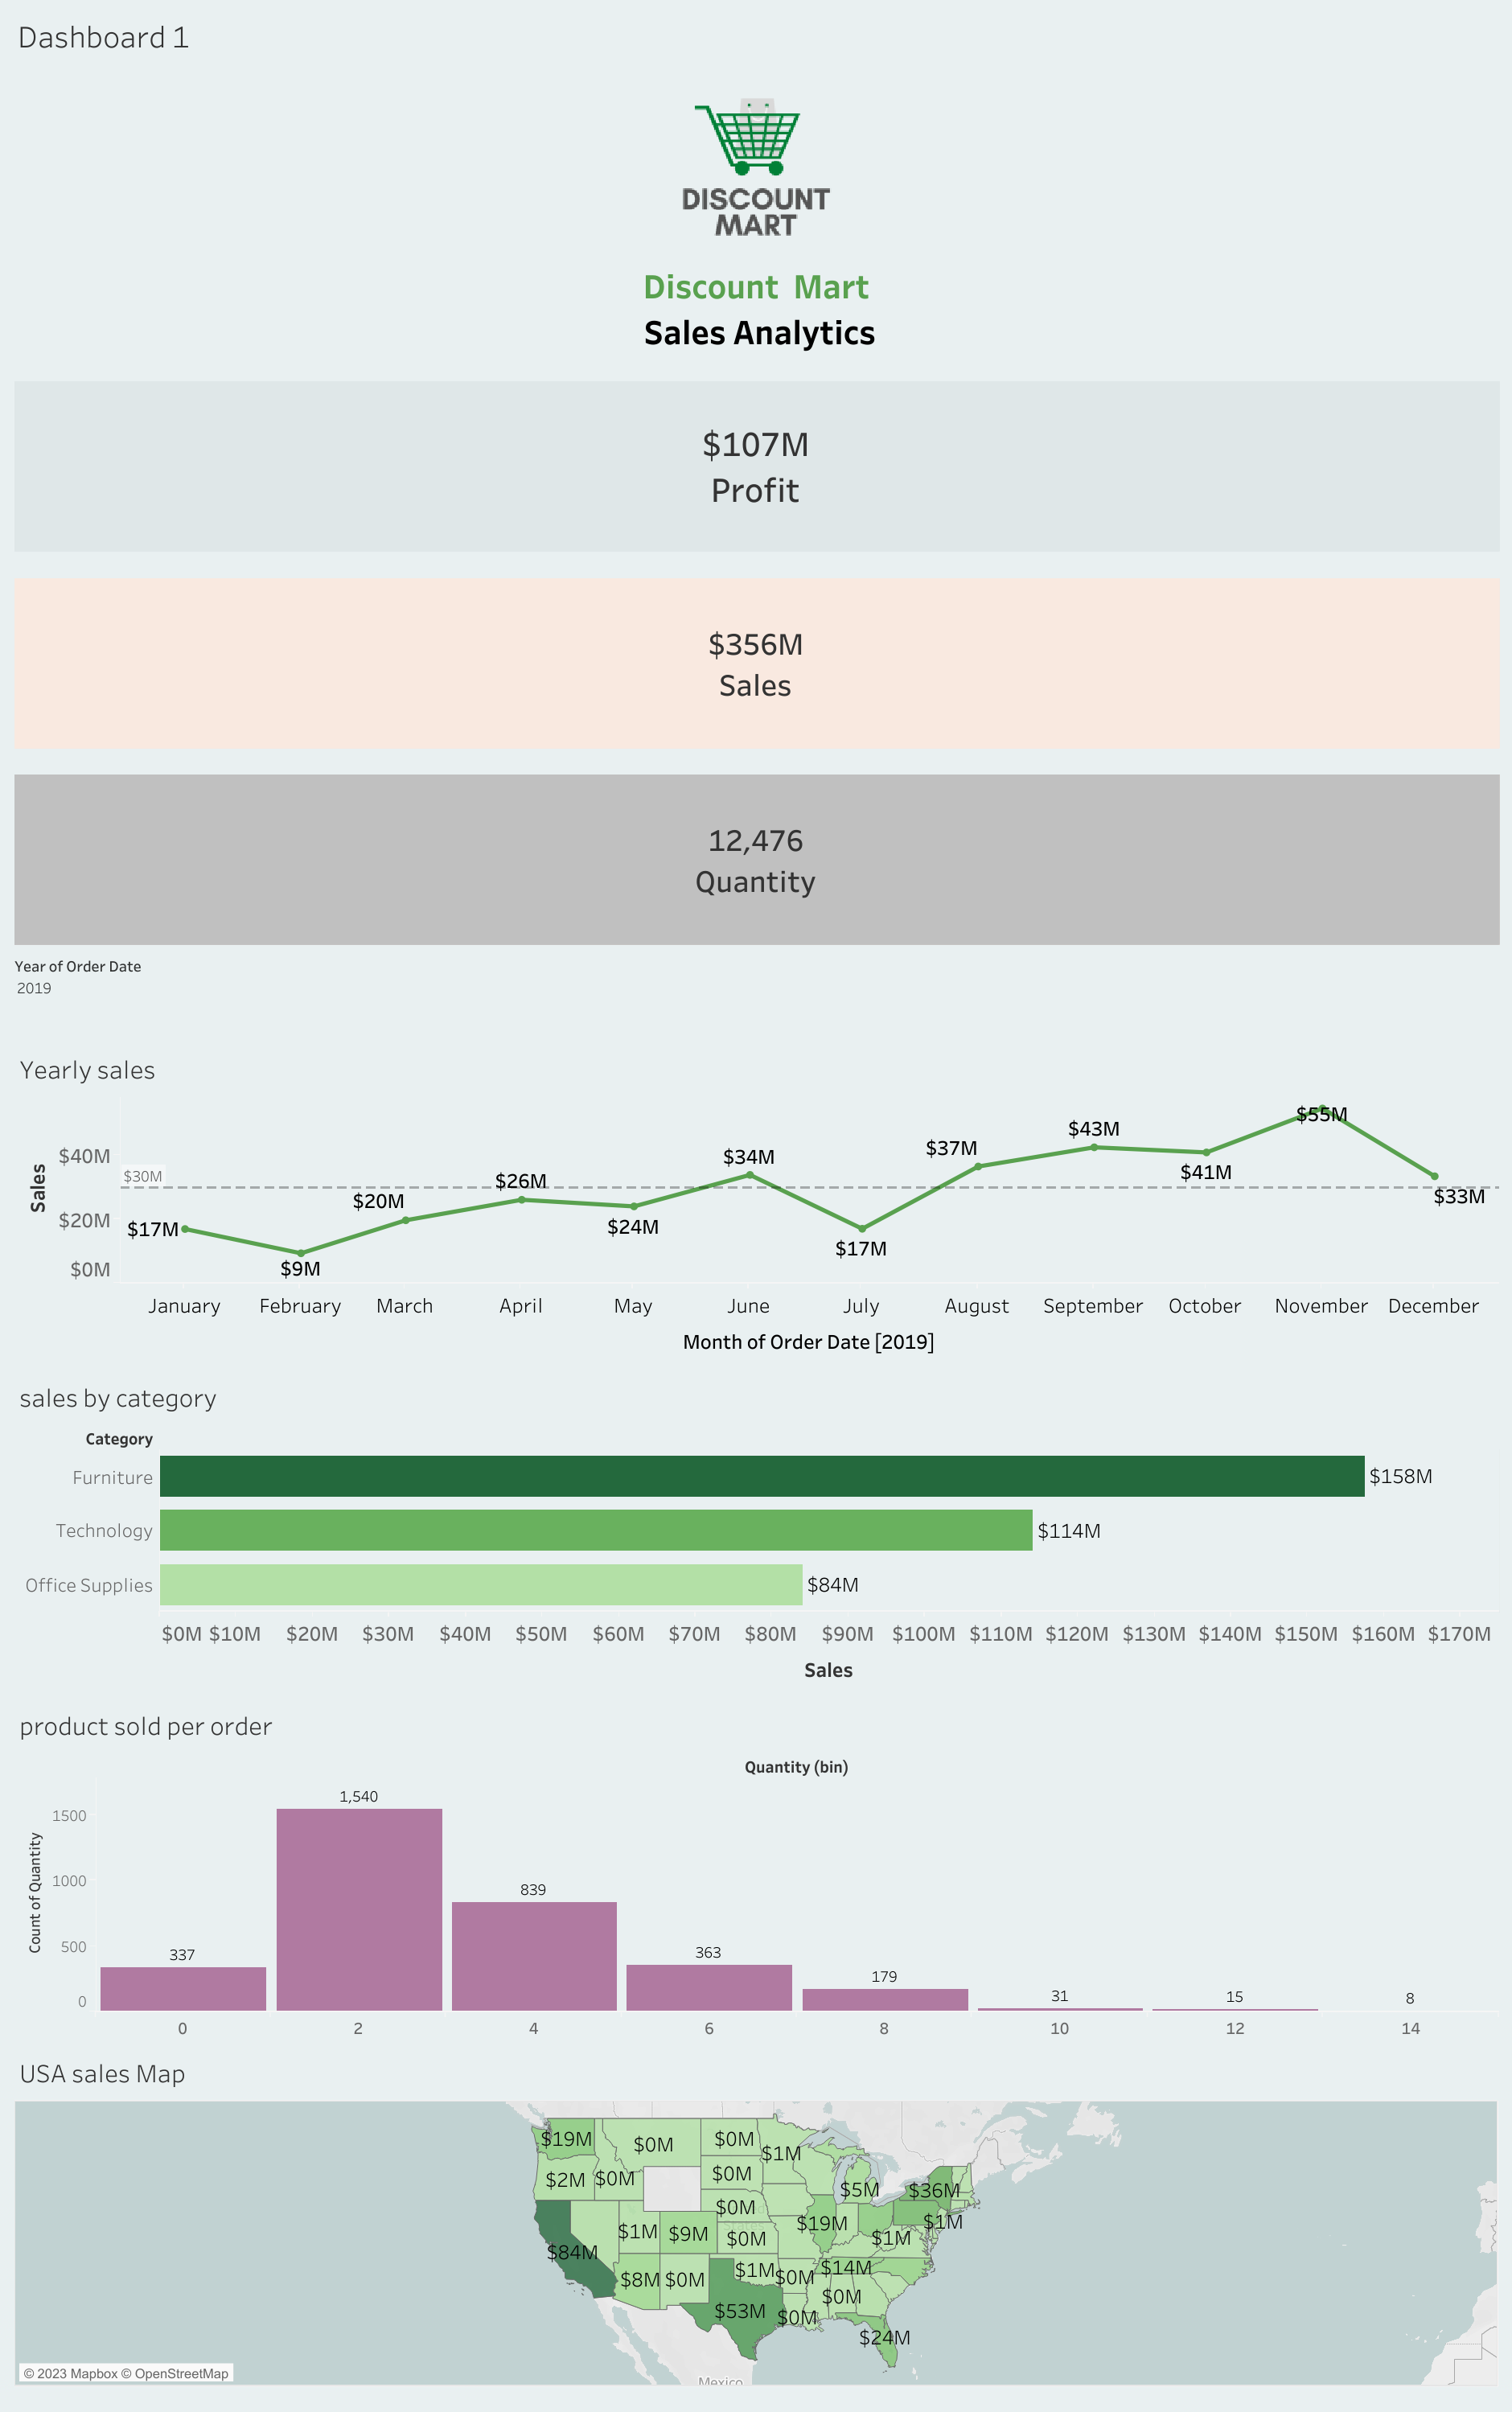 Dashboard 1
DISCOUNT
MART
Discount Mart
Sales Analytics
$107M
Profit
$356M
Sales
12,476
Quantity
Year of Order Date
2019
Yearly sales
Sales
$40M
$20M
$0M
$30M
$17M
$9M
$20M
$26M
$24M
$34M
$17M
$37M
$43M
$41M
$55M
$33M
January February March April May June July August September October November December
Month of Order Date [2019]
sales by category
Category
Furniture $158M
Technology $114M
Office Supplies $84M
$0M $10M $20M $30M $40M $50M $60M $70M $80M $90M $100M $110M $120M $130M $140M $150M $160M $170M
Sales
product sold per order
Quantity (bin)
Count of Quantity
1500
1000
500
0
337
1,540
839
363
179
31
15
8
0 2 4 6 8 10 12 14
USA sales Map
$19M $0M $0M $1M
$2M $0M $0M $5M $36M
$0M
$1M $9M $0M $19M $1M $1M
$84M
$8M $0M $1M $0M $14M
$0M
$53M $0M
$24M
Mexico
© 2023 Mapbox © OpenStreetMap